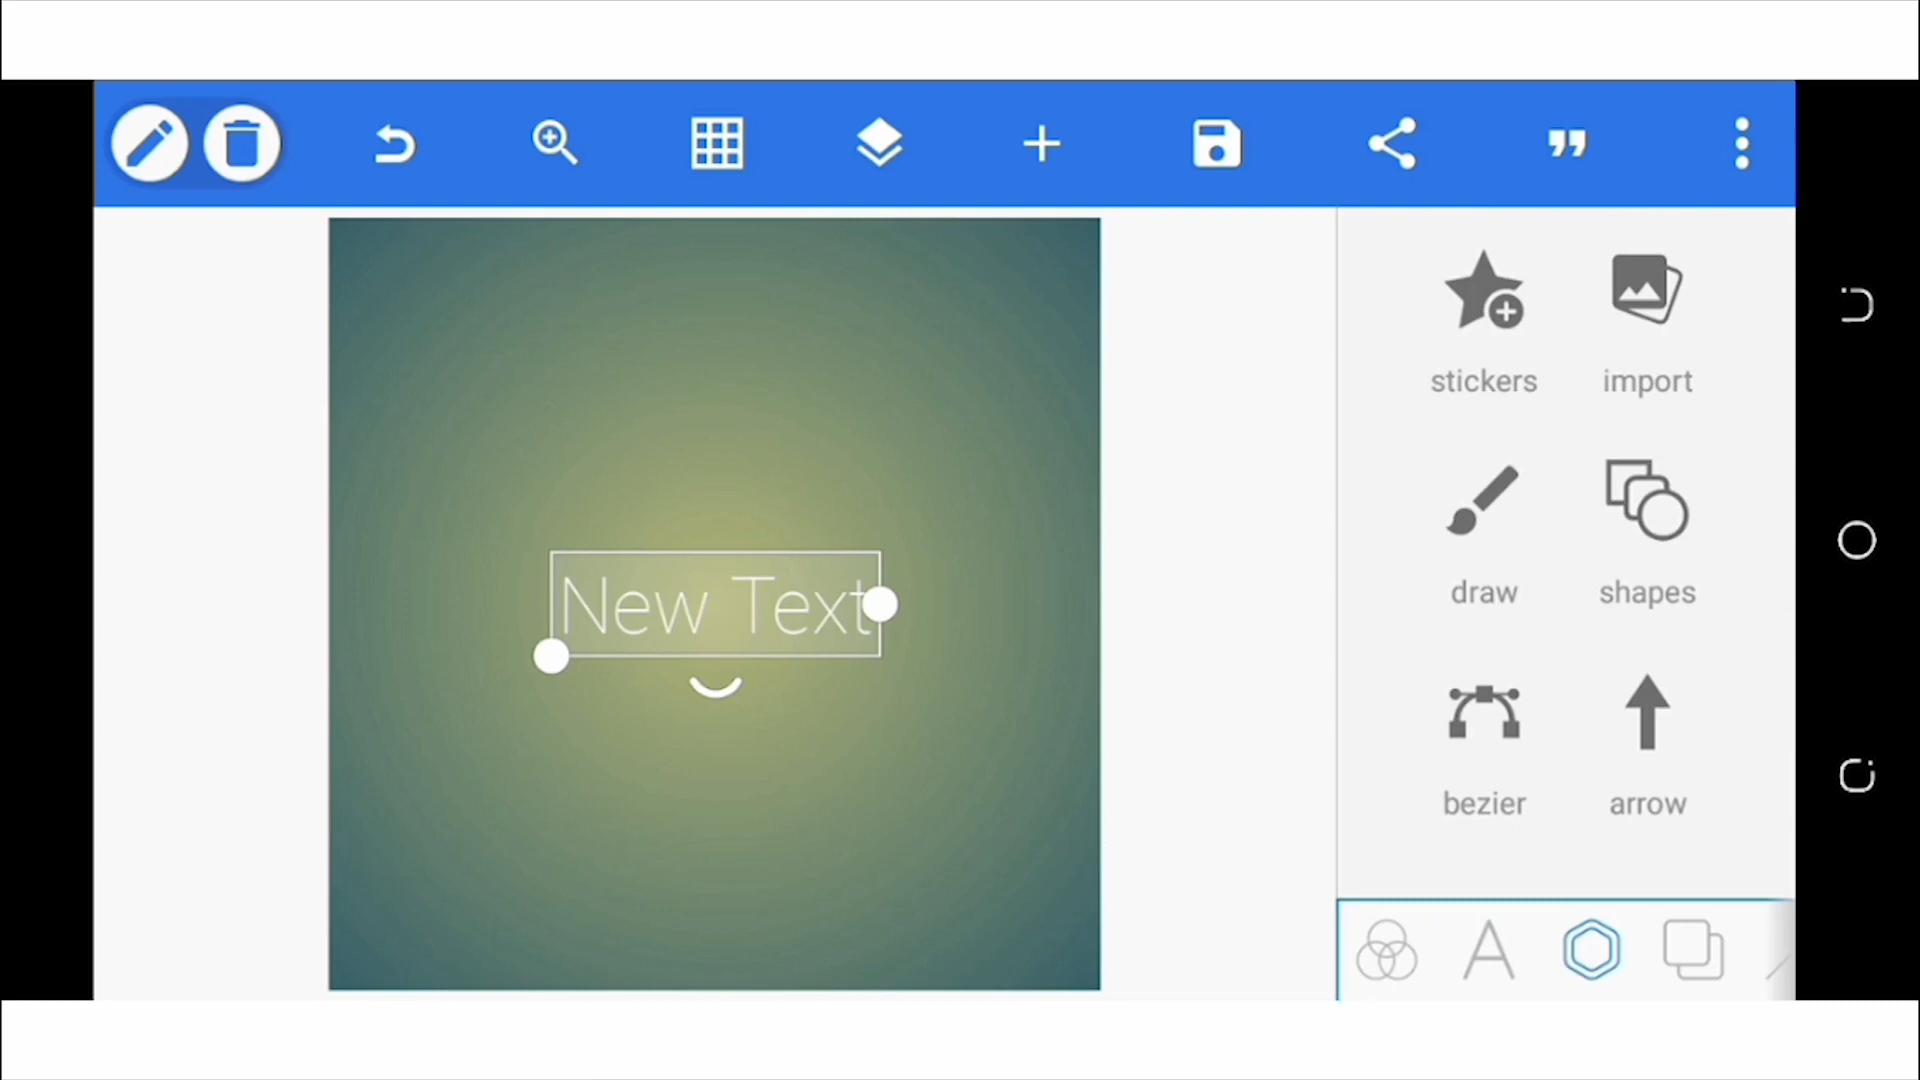 stickers
import
New Text
draw
shapes
bezier
arrow